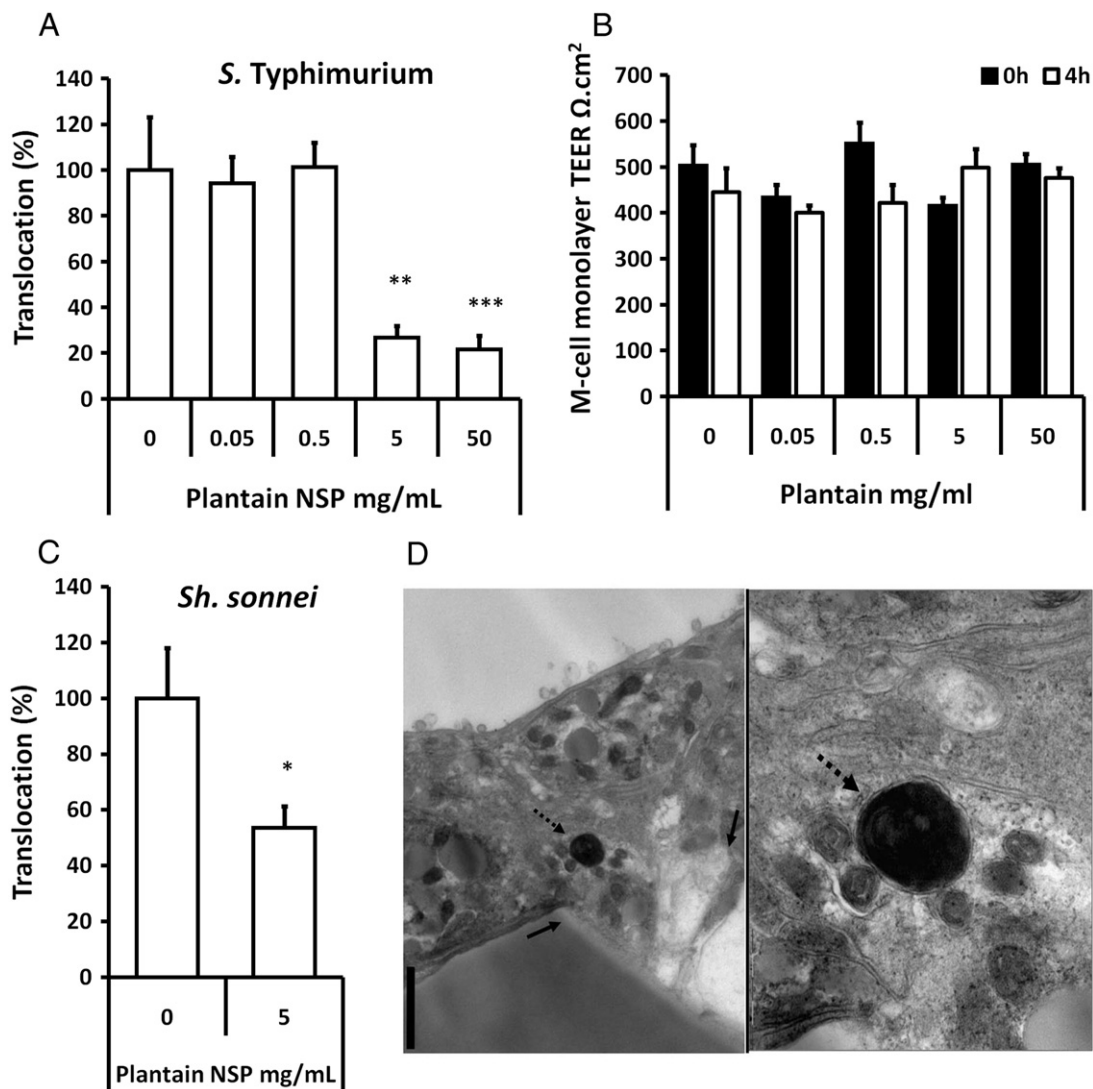 A
S. Typhimurium
Translocation (%)
140
120
100
80
60
40
20
0
** ***
0 0.05 0.5 5 50
Plantain NSP mg/mL
B
M-cell monolayer TEER Ω.cm²
700
600
500
400
300
200
100
0
0h 4h
0 0.05 0.5 5 50
Plantain mg/ml
C
Sh. sonnei
Translocation (%)
140
120
100
80
60
40
20
0
*
0 5
Plantain NSP mg/mL
D